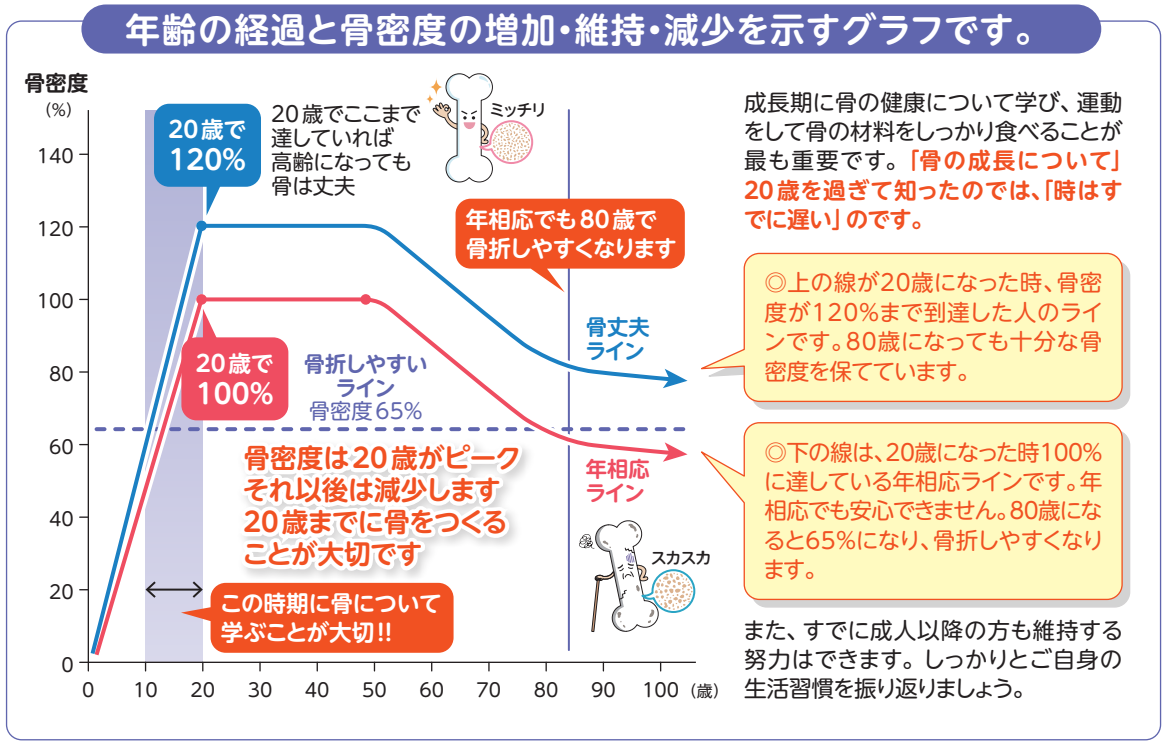 年齢の経過と骨密度の増加・維持・減少を示すグラフです。
骨密度
(%)
140
120
100
80
60
40
20
0
0 10 20 30 40 50 60 70 80 90 100 (歳)
20歳で
120%
20歳でここまで
達していれば
高齢になっても
骨は丈夫
ミッチリ
年相応でも80歳で
骨折しやすくなります
骨丈夫
ライン
20歳で
100%
骨折しやすい
ライン
骨密度65%
骨密度は20歳がピーク
それ以後は減少します
20歳までに骨をつくる
ことが大切です
年相応
ライン
スカスカ
この時期に骨について
学ぶことが大切!!
成長期に骨の健康について学び、運動
をして骨の材料をしっかり食べることが
最も重要です。「骨の成長について」
20歳を過ぎて知ったのでは、「時はす
でに遅い」のです。
◎上の線が20歳になった時、骨密
度が120%まで到達した人のライ
ンです。80歳になっても十分な骨
密度を保てています。
◎下の線は、20歳になった時100%
に達している年相応ラインです。年
相応でも安心できません。80歳にな
ると65%になり、骨折しやすくなり
ます。
また、すでに成人以降の方も維持する
努力はできます。しっかりとご自身の
生活習慣を振り返りましょう。